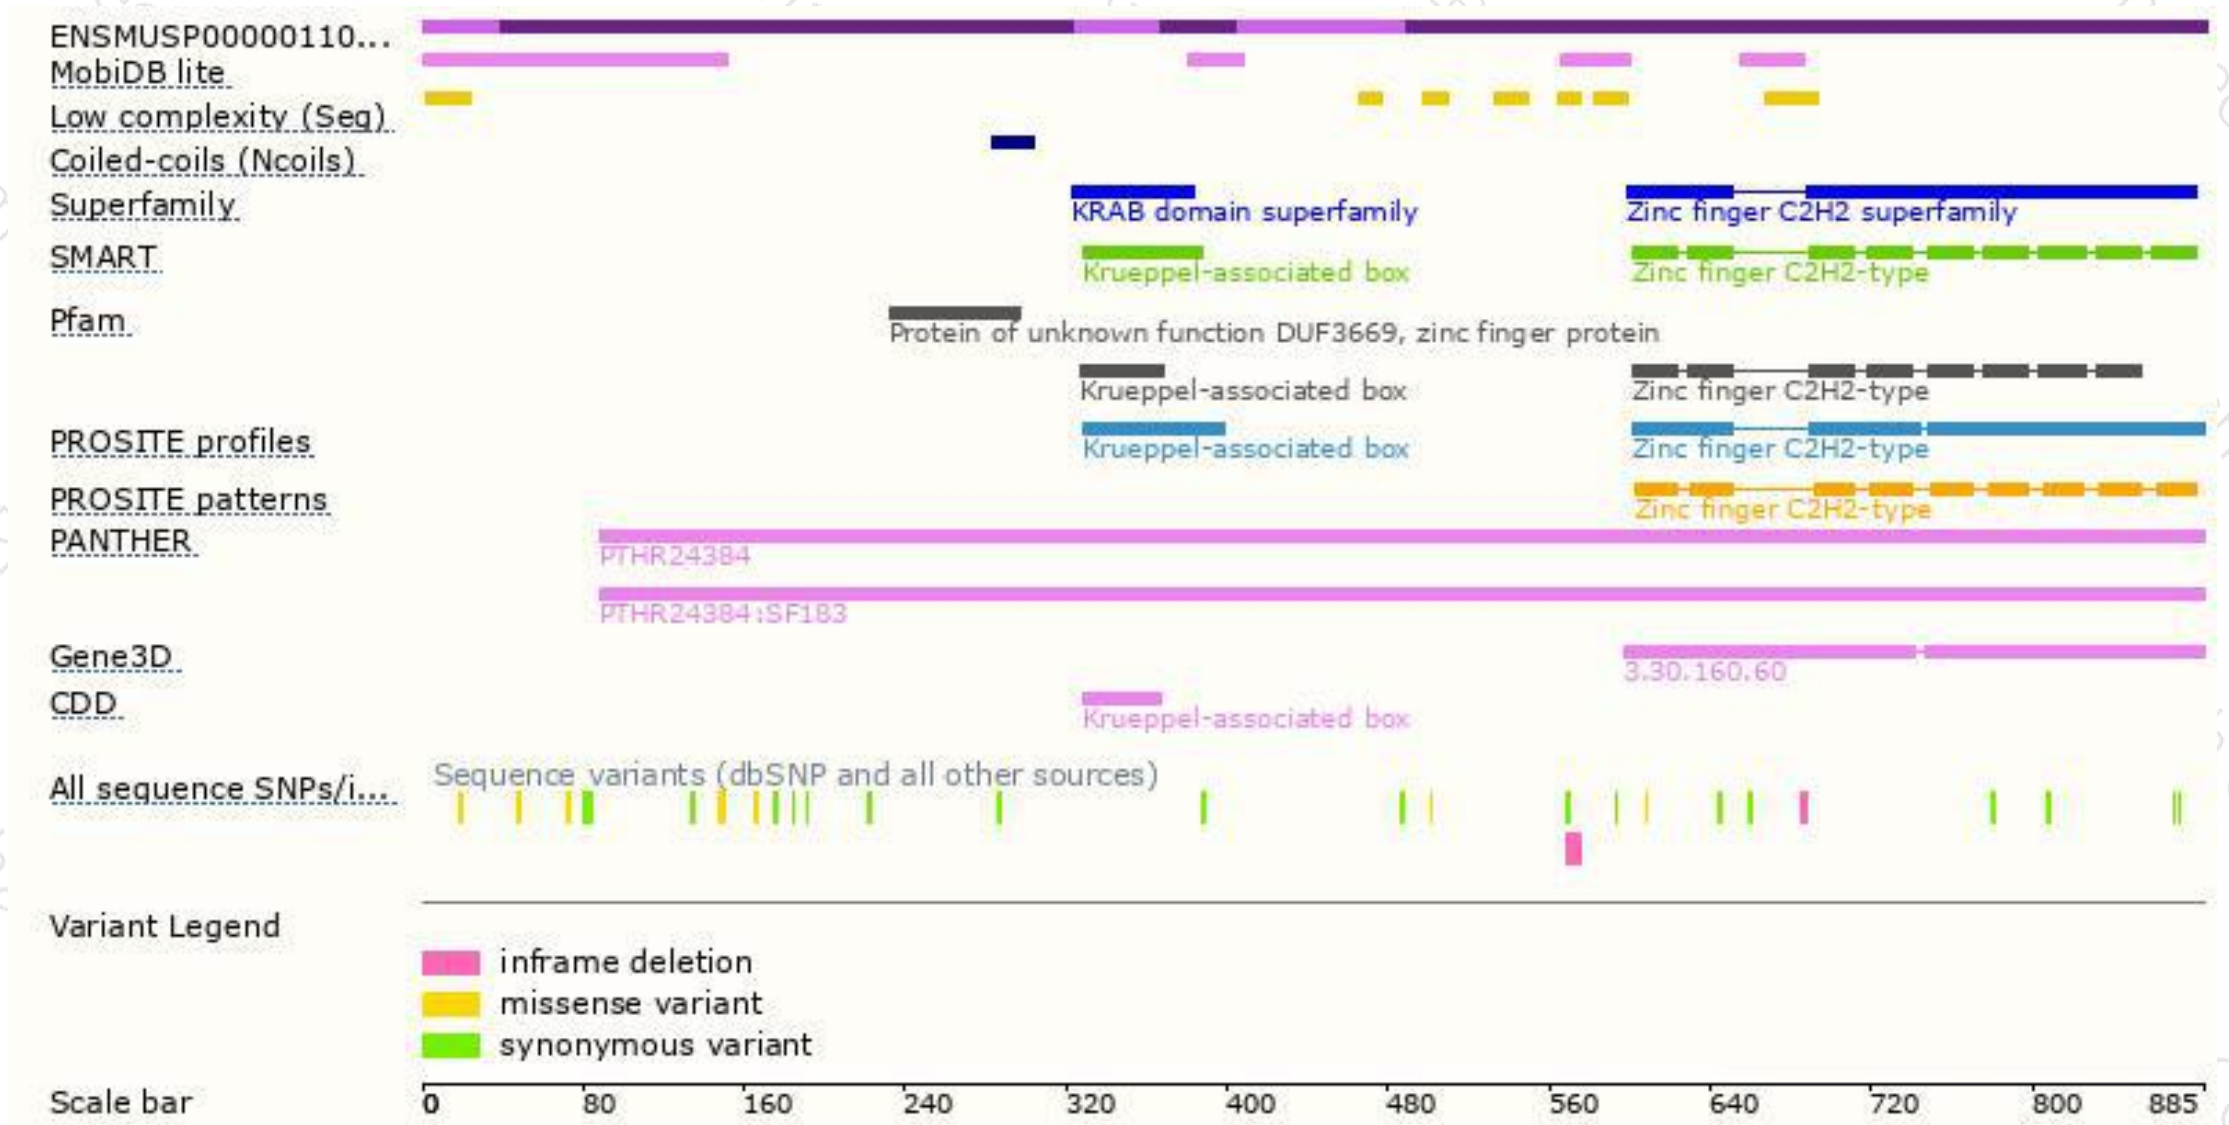 ENSMUSP00000110...
MobiDB lite
Low complexity (Seg)
Coiled-coils (Ncoils)
Superfamily
KRAB domain superfamily
Zinc finger C2H2 superfamily
SMART
Krueppel-associated box
Zinc finger C2H2-type
Pfam
Protein of unknown function DUF3669, zinc finger protein
Krueppel-associated box
Zinc finger C2H2-type
PROSITE profiles
Krueppel-associated box
Zinc finger C2H2-type
PROSITE patterns
Zinc finger C2H2-type
PANTHER
PTHR24384
PTHR24384:SF183
Gene3D
3.30.160.60
CDD
Krueppel-associated box
Sequence variants (dbSNP and all other sources)
All sequence SNPs/i...
Variant Legend
inframe deletion
missense variant
synonymous variant
Scale bar
0 80 160 240 320 400 480 560 640 720 800 885